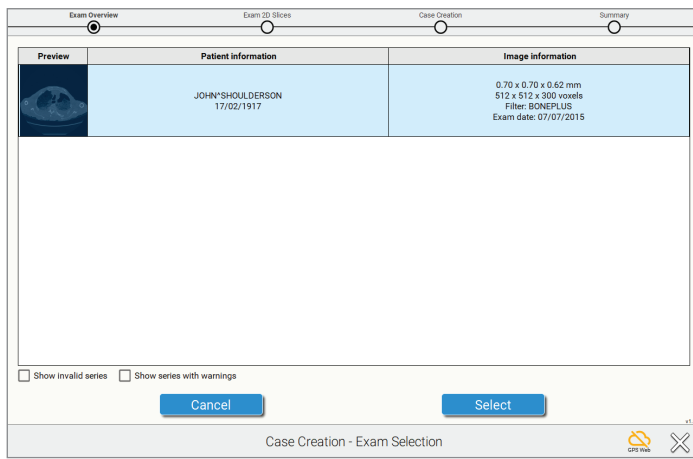 Exam Overview
Exam 2D Slices
Case Creation
Summary
Preview
Patient information
Image information
JOHN^SHOULDERSON
17/02/1917
0.70 x 0.70 x 0.62 mm
512 x 512 x 300 voxels
Filter: BONEPLUS
Exam date: 07/07/2015
Show invalid series
Show series with warnings
Cancel
Select
Case Creation - Exam Selection
GPS Web